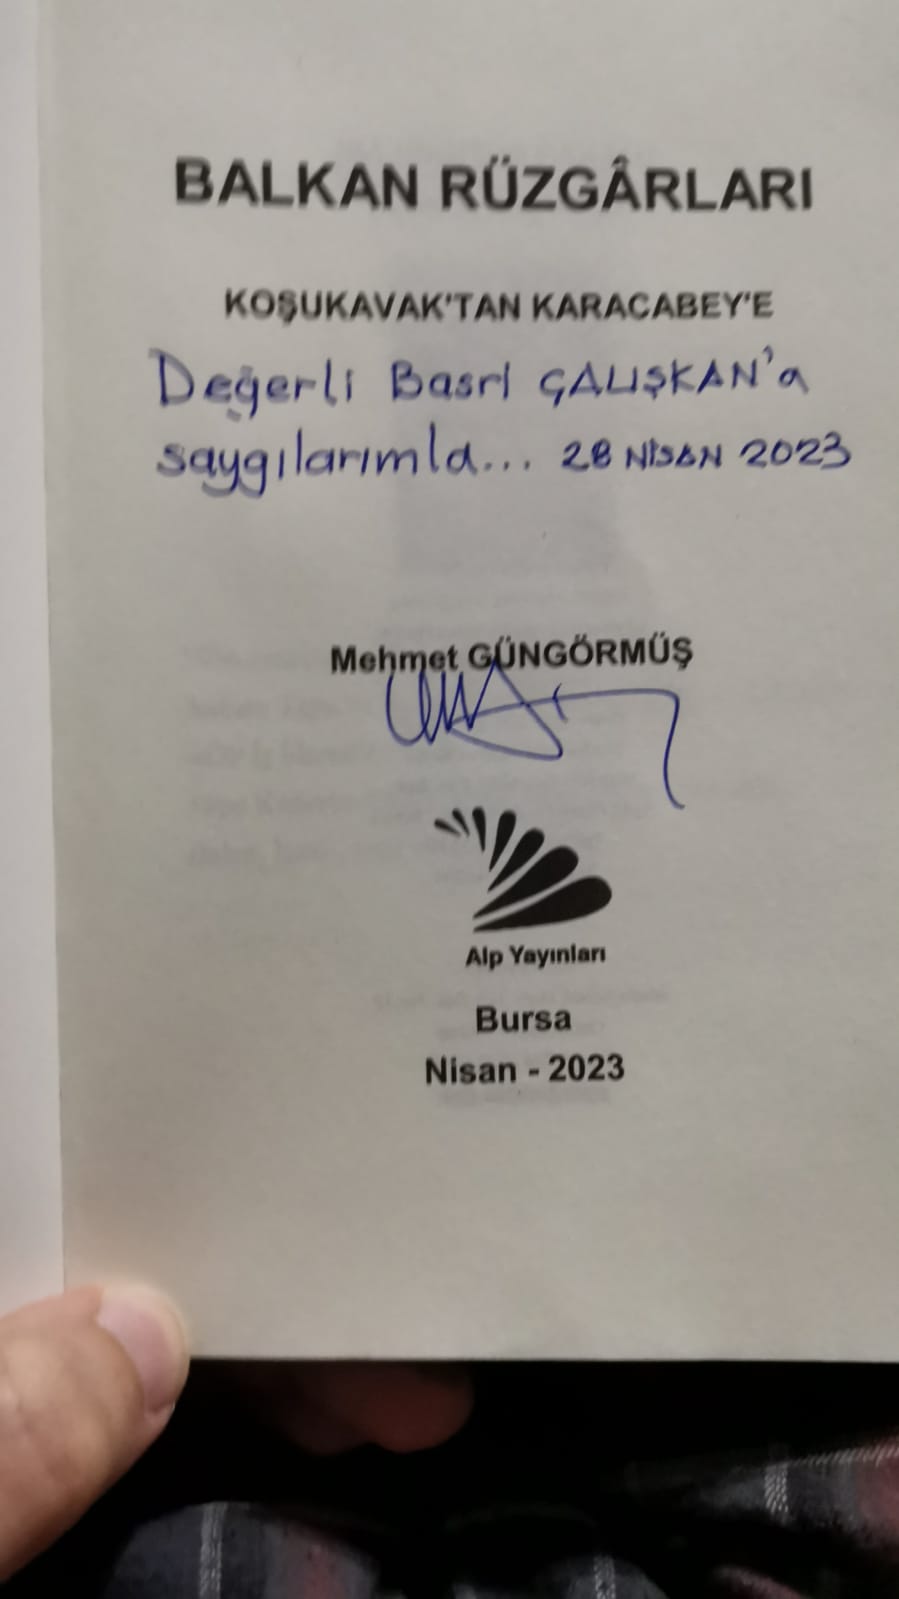 BALKAN RÜZGÂRLARI
KOŞUKAVAK'TAN KARACABEY'E
Değerli Basri ÇALIŞKAN'a
saygılarımla... 28 NİSAN 2023
Mehmet GÜNGÖRMÜŞ
Alp Yayınları
Bursa
Nisan - 2023